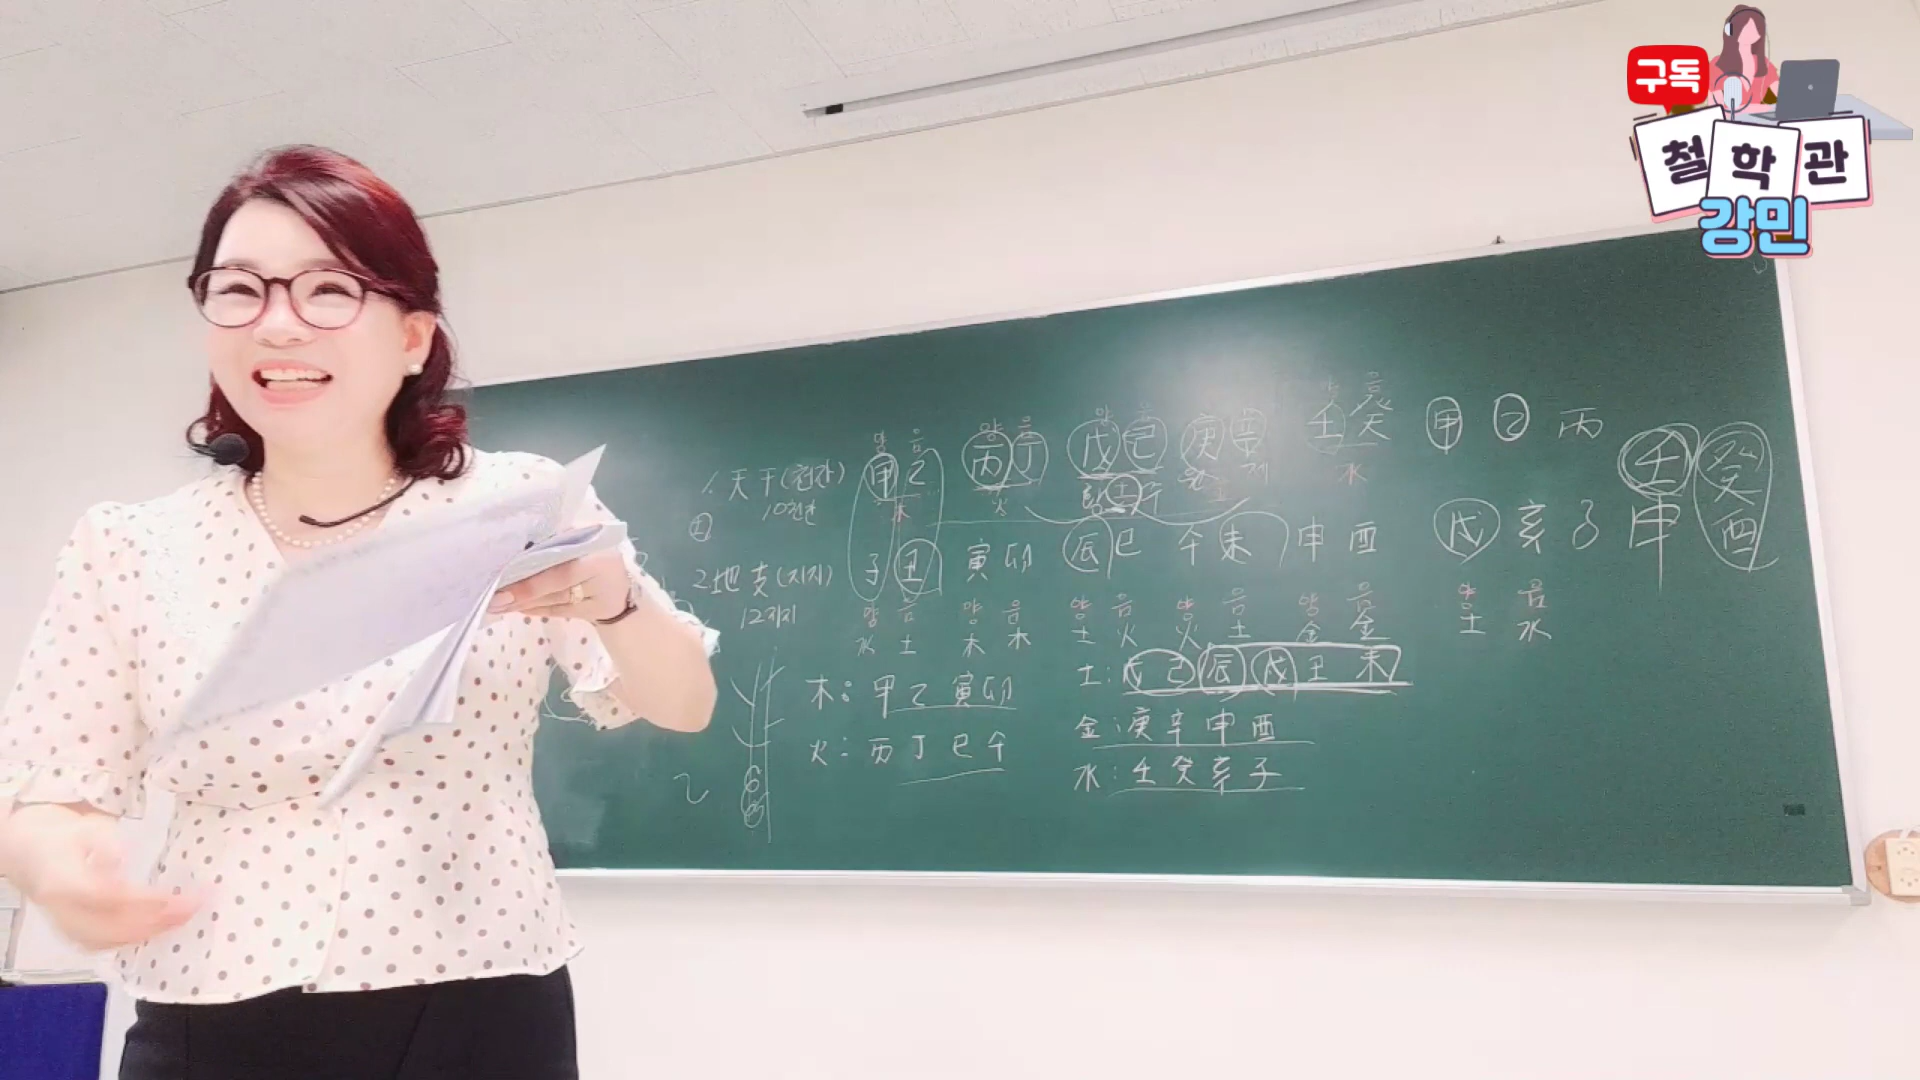 구독
철학관
강민
양 음 양 음 양 음 음
1. 天干(천간) 甲乙 丙丁 戊己 庚辛 壬癸 甲 乙 丙 壬 癸
10천간 木 火 土 水
土
2. 地支(지지) 子丑 寅卯 辰巳 午未 申酉 戌亥 子 申 酉
12지지 양 음 양 음 양 음 양 음 양 음 양 음
水 土 木 木 土 火 火 土 金 金 土 水
木: 甲乙寅卯
火: 丙丁巳午
土: 戊己辰戌丑未
金: 庚辛申酉
水: 壬癸亥子
乙